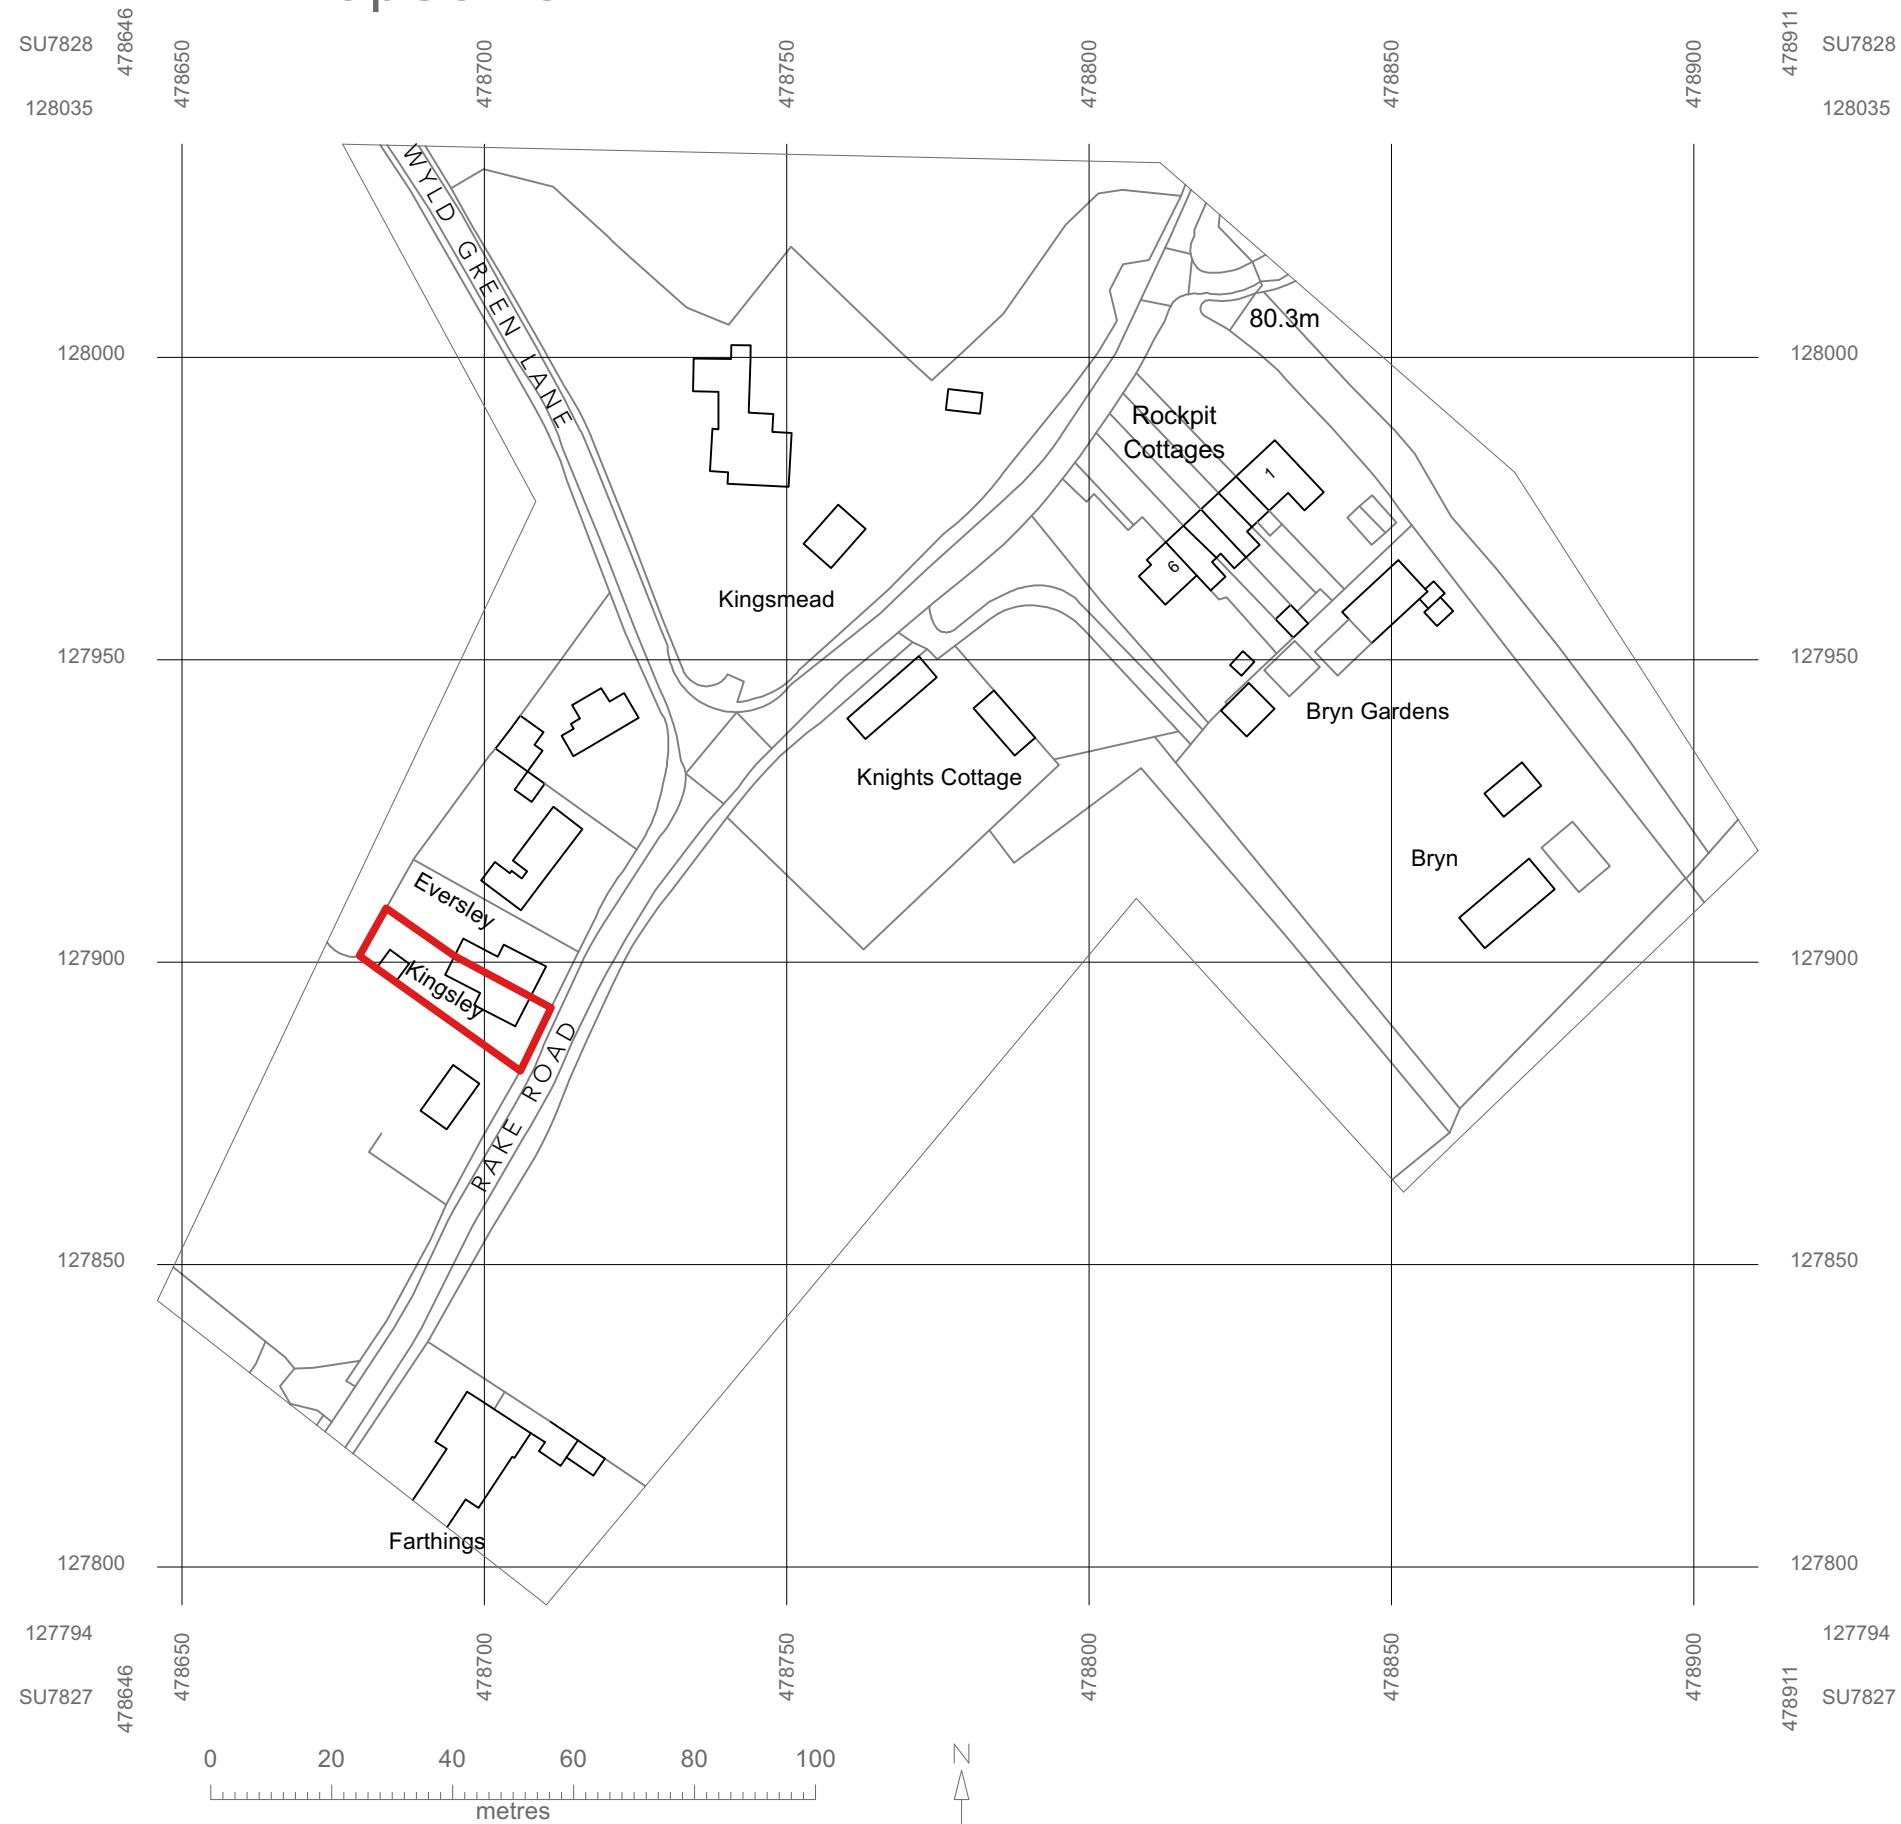 478646
478650
478700
478750
478800
478850
478900
478911
SU7828
SU7828
128035
128035
WYLD GREEN LANE
80.3m
128000
128000
Rockpit
Cottages
1
6
Kingsmead
127950
127950
Bryn Gardens
Knights Cottage
Bryn
Eversley
127900
127900
Kingsley
RAKE ROAD
127850
127850
Farthings
127800
127800
127794
127794
SU7827
SU7827
478646
478650
478700
478750
478800
478850
478900
478911
0 20 40 60 80 100
metres
N